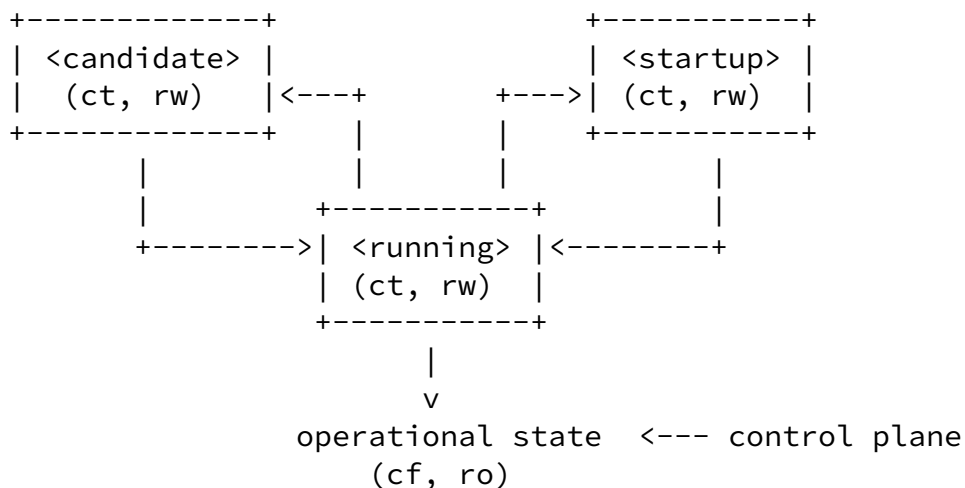 +-------------+                 +-----------+
| <candidate> |                 | <startup> |
|  (ct, rw)   |<---+       +--->| (ct, rw)  |
+-------------+    |       |    +-----------+
       |           |       |           |
       |         +-----------+         |
       +-------->| <running> |<--------+
                 | (ct, rw)  |
                 +-----------+
                       |
                       v
                operational state  <--- control plane
                    (cf, ro)